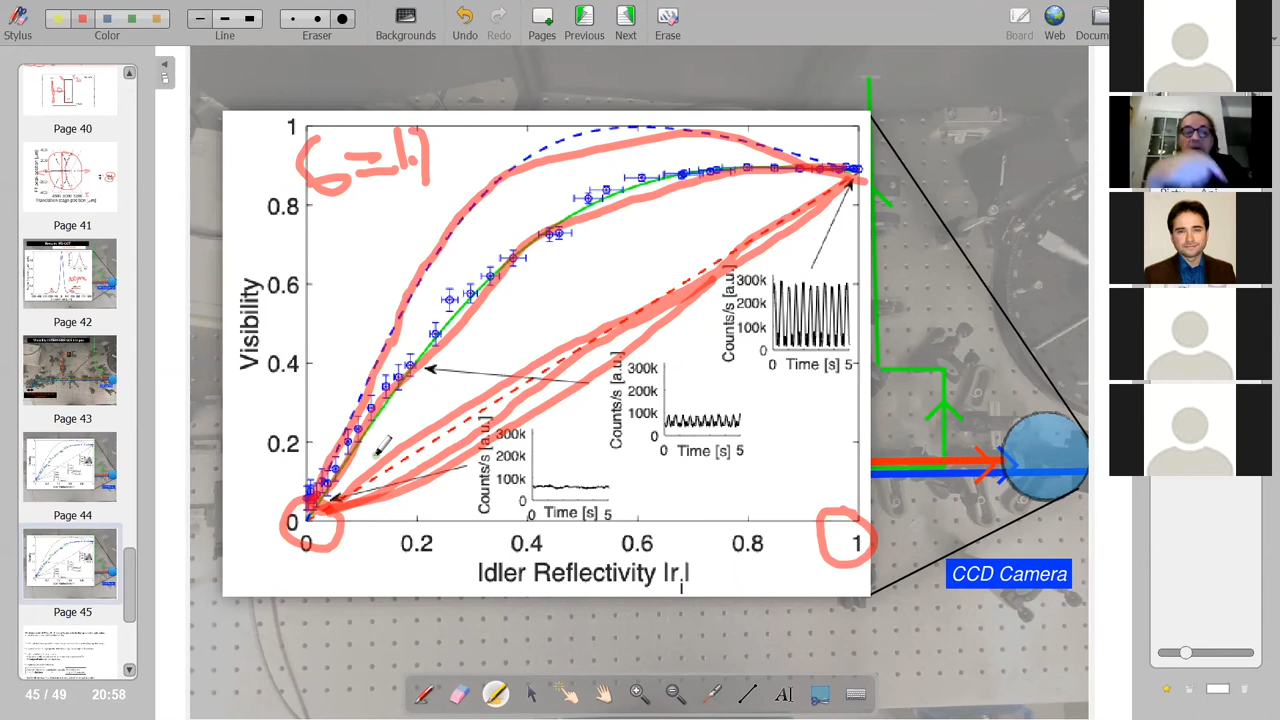 Stylus
Color
Line
Eraser
Backgrounds
Undo
Redo
Pages
Previous
Next
Erase
Board
Web
Docum
Page 40
Page 41
Page 42
Page 43
Page 44
Page 45
45 / 49
20:58
G=1.7
Visibility
1
0.8
0.6
0.4
0.2
0
0
0.2
0.4
0.6
0.8
1
Idler Reflectivity |ri|
Counts/s [a.u.]
300k
200k
100k
0
0
Time [s]
5
Counts/s [a.u.]
300k
200k
100k
0
0
Time [s]
5
Counts/s [a.u.]
300k
200k
100k
0
0
Time [s]
5
CCD Camera